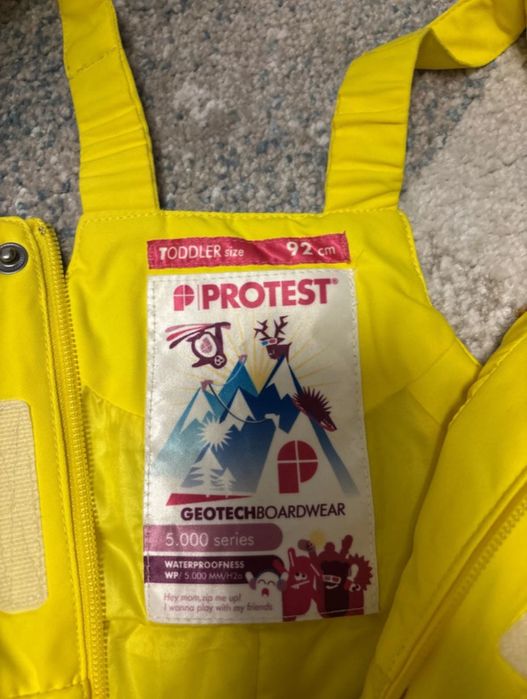 TODDLER size 92 cm
PROTEST®
GEOTECHBOARDWEAR
5.000 series
WATERPROOFNESS
WP/ 5.000 MM/H2o
Hey mom,zip me up!
I wanna play with my friends